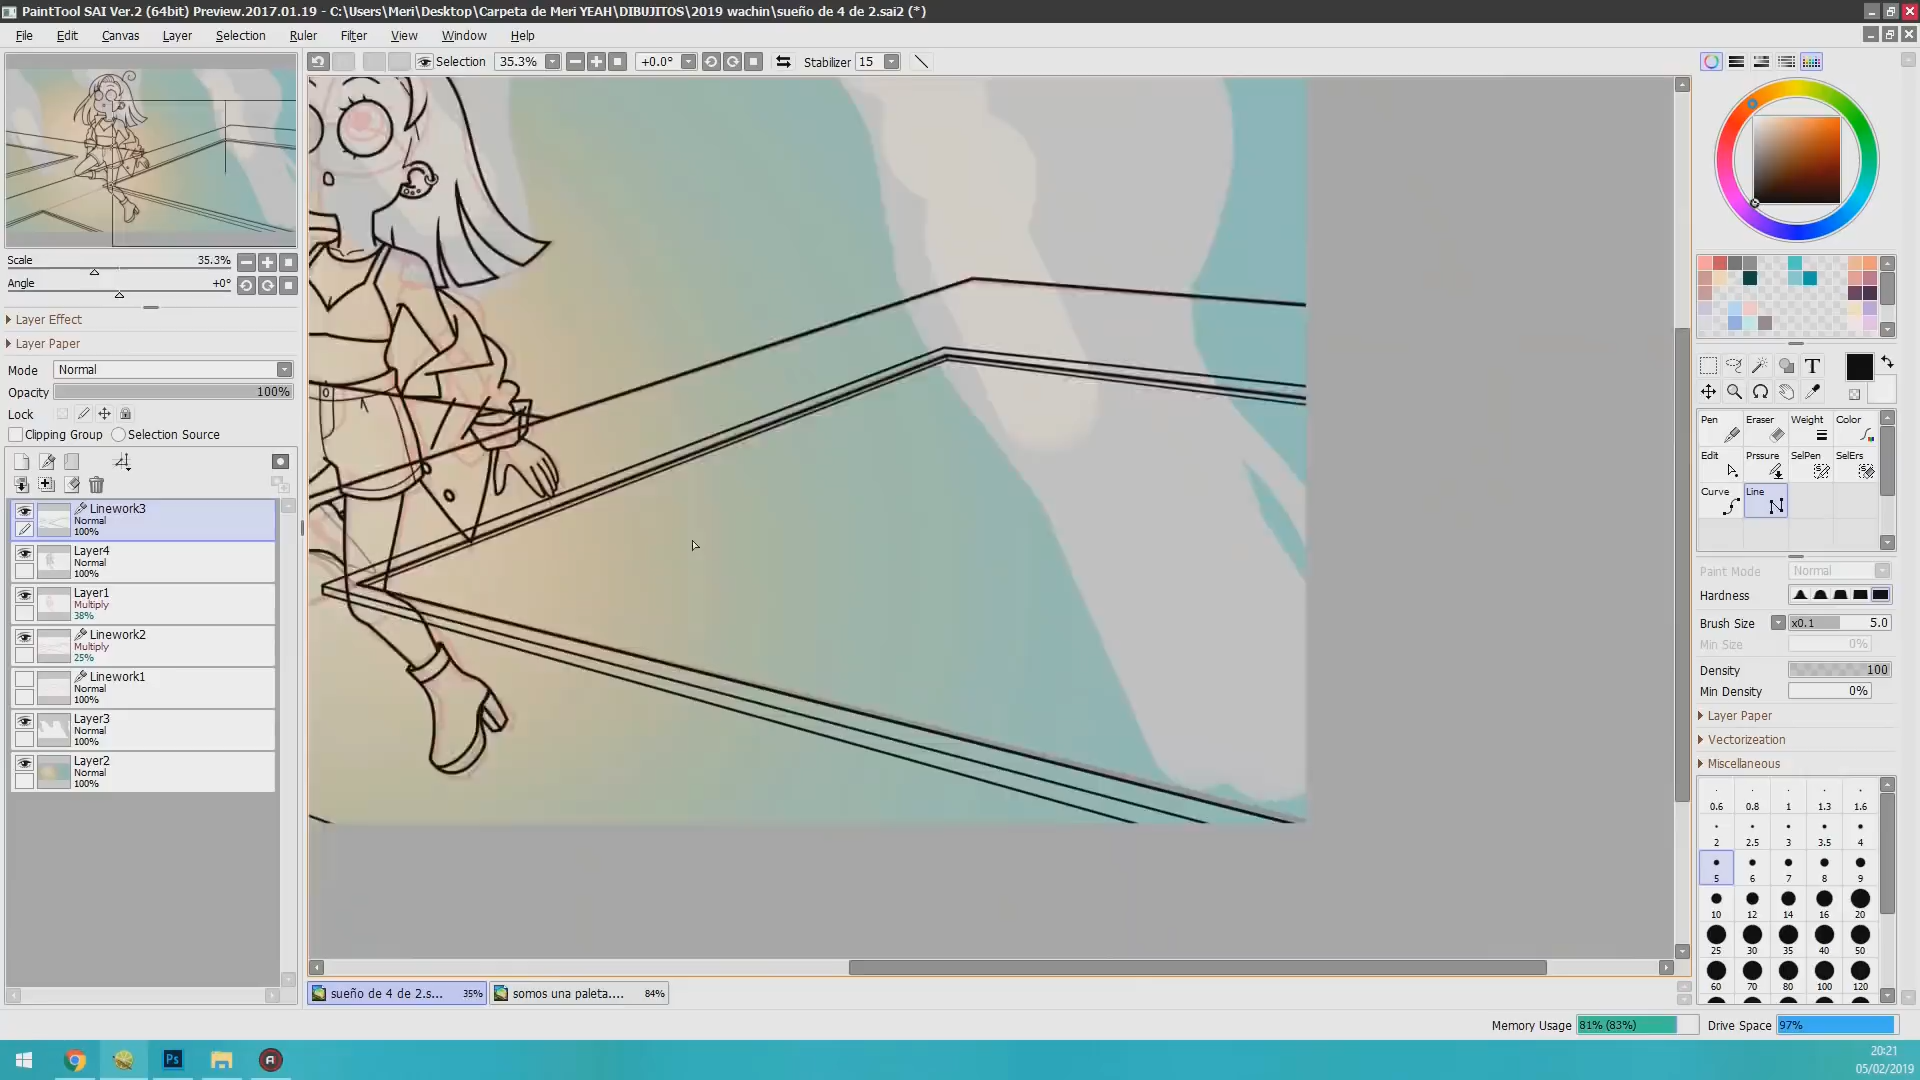 PaintTool SAI Ver.2 (64bit) Preview.2017.01.19 - C:\Users\Meri\Desktop\Carpeta de Meri YEAH\DIBUJITOS\2019 wachin\sueño de 4 de 2.sai2 (*)
File Edit Canvas Layer Selection Ruler Filter View Window Help
Selection 35.3% +0.0° Stabilizer 15
Scale 35.3%
Angle +0°
Layer Effect
Layer Paper
Mode Normal
Opacity 100%
Lock
Clipping Group Selection Source
Linework3
Normal
100%
Layer4
Normal
100%
Layer1
Multiply
38%
Linework2
Multiply
25%
Linework1
Normal
100%
Layer3
Normal
100%
Layer2
Normal
100%
T
Pen Eraser Weight Color
Edit Prssure SelPen SelErs
Curve Line
Paint Mode Normal
Hardness
Brush Size x0.1 5.0
Min Size 0%
Density 100
Min Density 0%
Layer Paper
Vectorizeation
Miscellaneous
0.6 0.8 1 1.3 1.6
2 2.5 3 3.5 4
5 6 7 8 9
10 12 14 16 20
25 30 35 40 50
60 70 80 100 120
sueño de 4 de 2.s... 35% somos una paleta.... 84%
Memory Usage 81% (83%) Drive Space 97%
Ps
20:21
05/02/2019